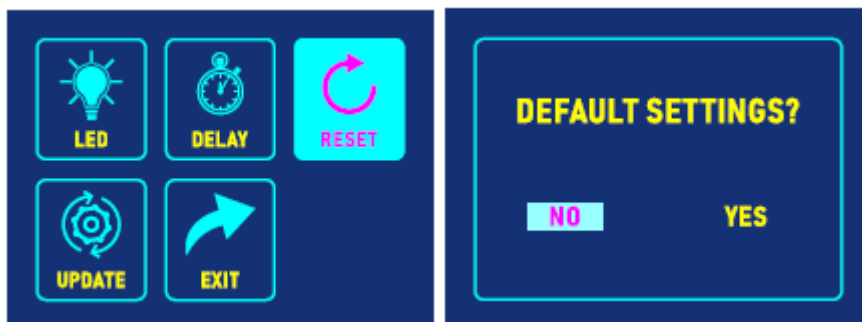 LED
DELAY
RESET
UPDATE
EXIT
DEFAULT SETTINGS?
NO
YES